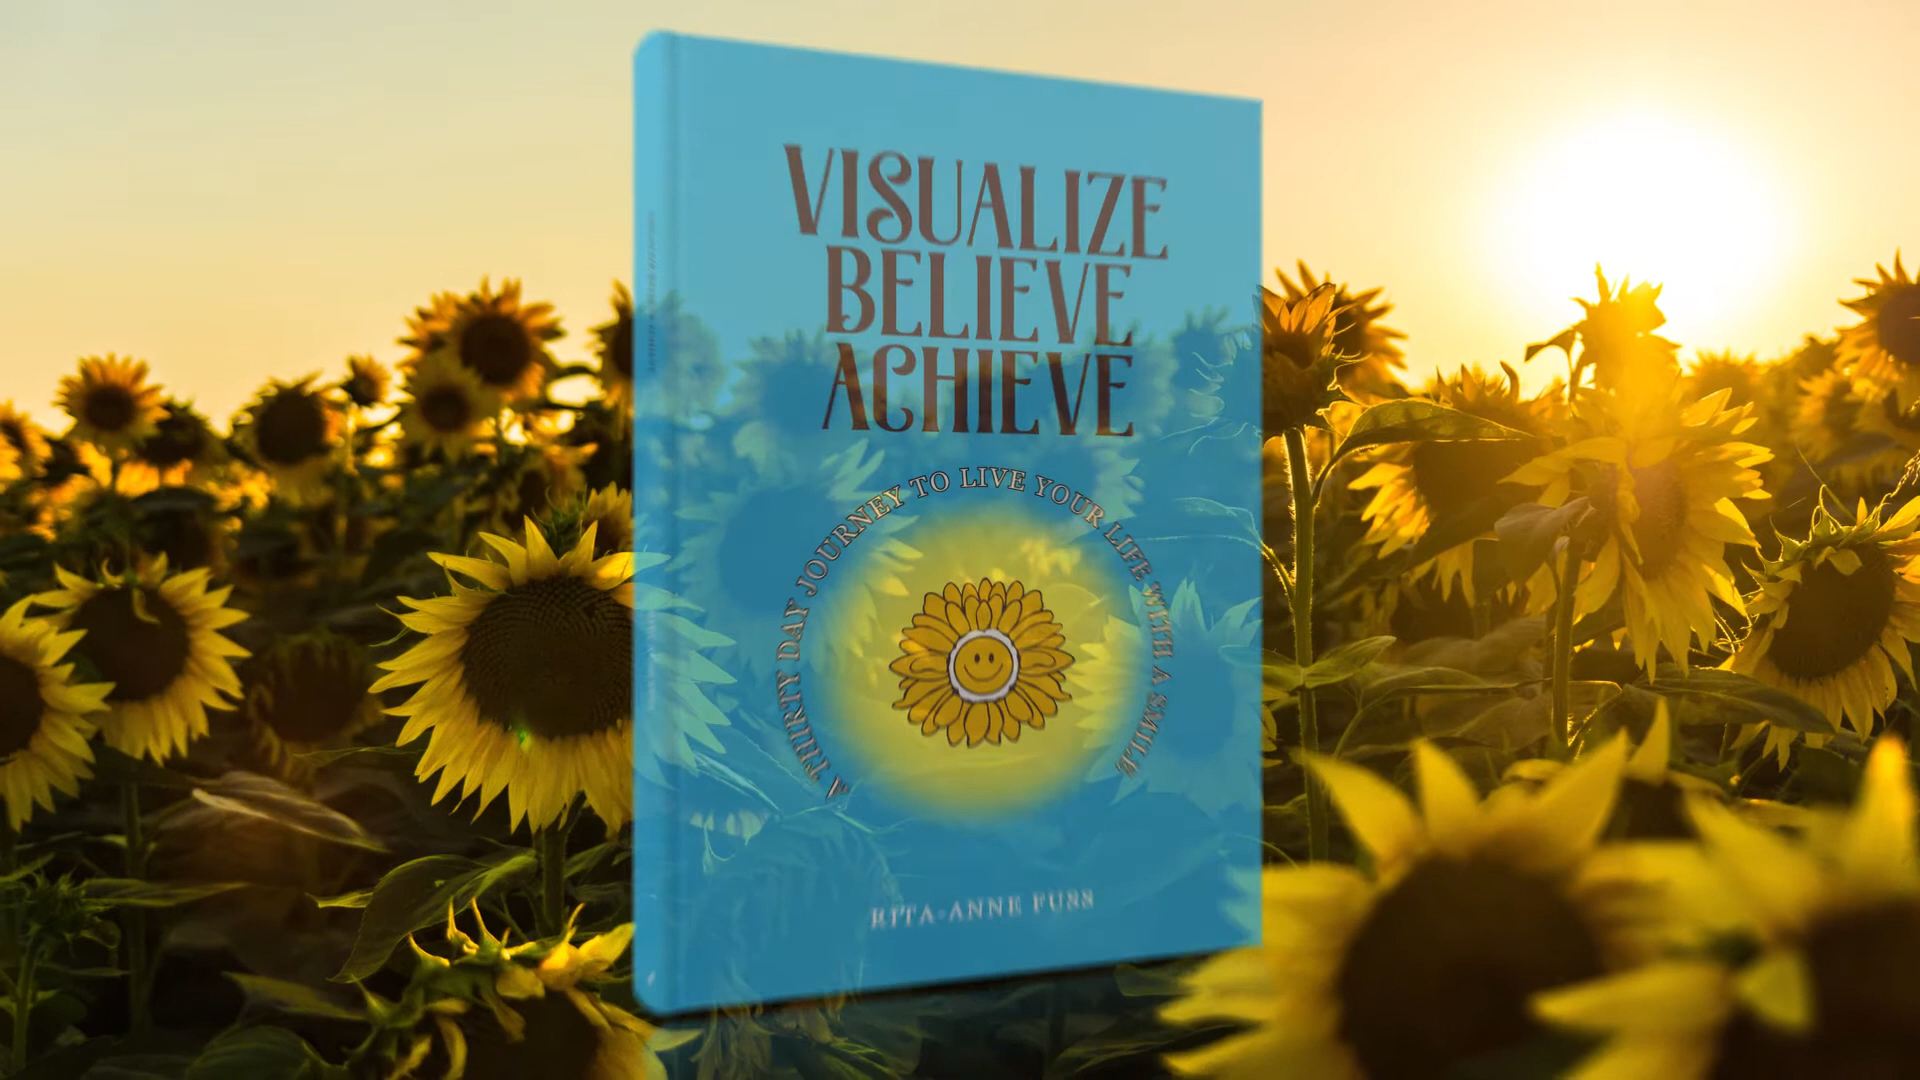 VISUALIZE
BELIEVE
ACHIEVE
A THIRTY DAY JOURNEY TO LIVE YOUR LIFE WITH A SMILE
RITA-ANNE FUSS